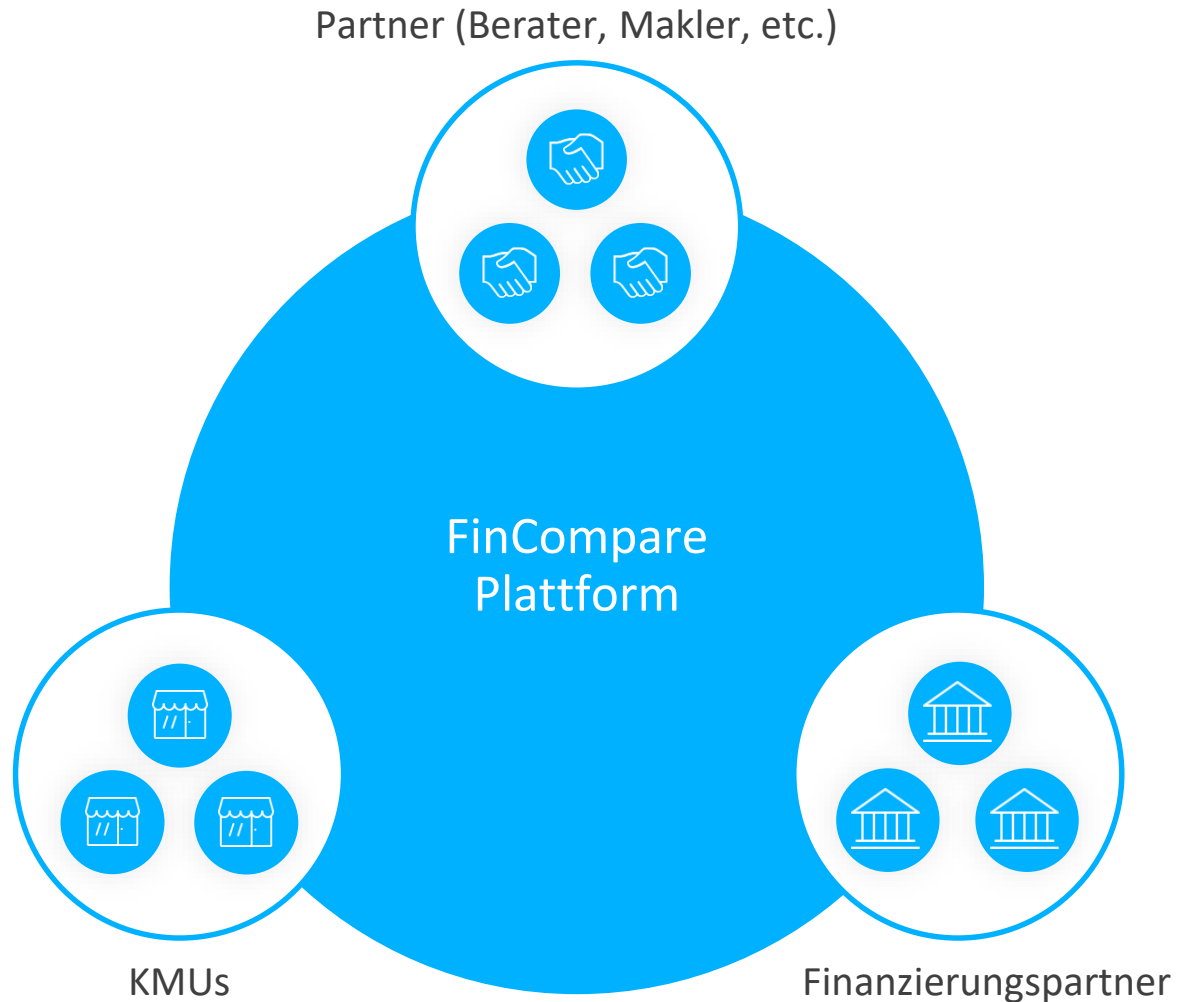 Partner (Berater, Makler, etc.)
FinCompare
Plattform
KMUs
Finanzierungspartner